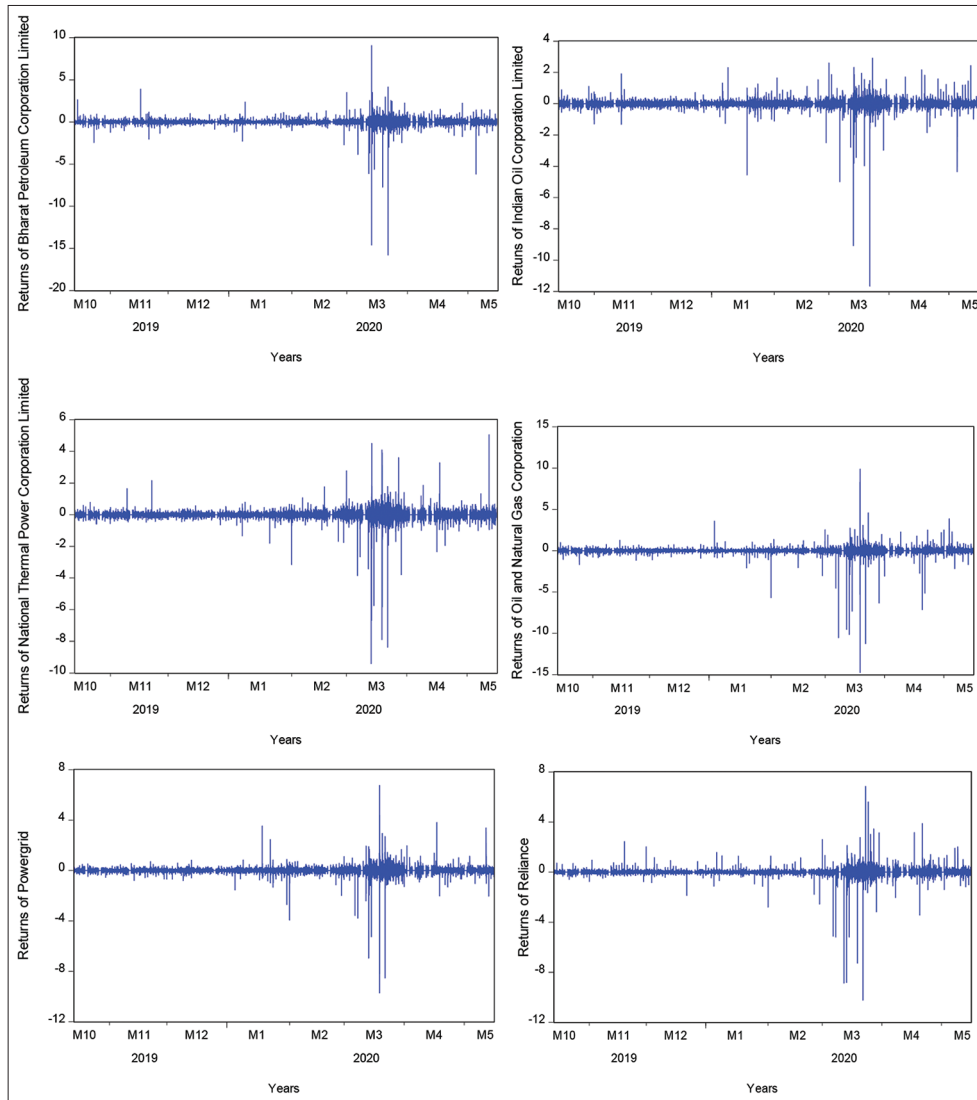 Returns of Bharat Petroleum Corporation Limited
10
5
0
-5
-10
-15
-20
M10 M11 M12 M1 M2 M3 M4 M5
2019 2020
Years
Returns of Indian Oil Corporation Limited
4
2
0
-2
-4
-6
-8
-10
-12
M10 M11 M12 M1 M2 M3 M4 M5
2019 2020
Years
Returns of National Thermal Power Corporation Limited
6
4
2
0
-2
-4
-6
-8
-10
M10 M11 M12 M1 M2 M3 M4 M5
2019 2020
Years
Returns of Oil and Natural Gas Corporation
15
10
5
0
-5
-10
-15
M10 M11 M12 M1 M2 M3 M4 M5
2019 2020
Years
Returns of Powergrid
8
4
0
-4
-8
-12
M10 M11 M12 M1 M2 M3 M4 M5
2019 2020
Years
Returns of Reliance
8
4
0
-4
-8
-12
M10 M11 M12 M1 M2 M3 M4 M5
2019 2020
Years